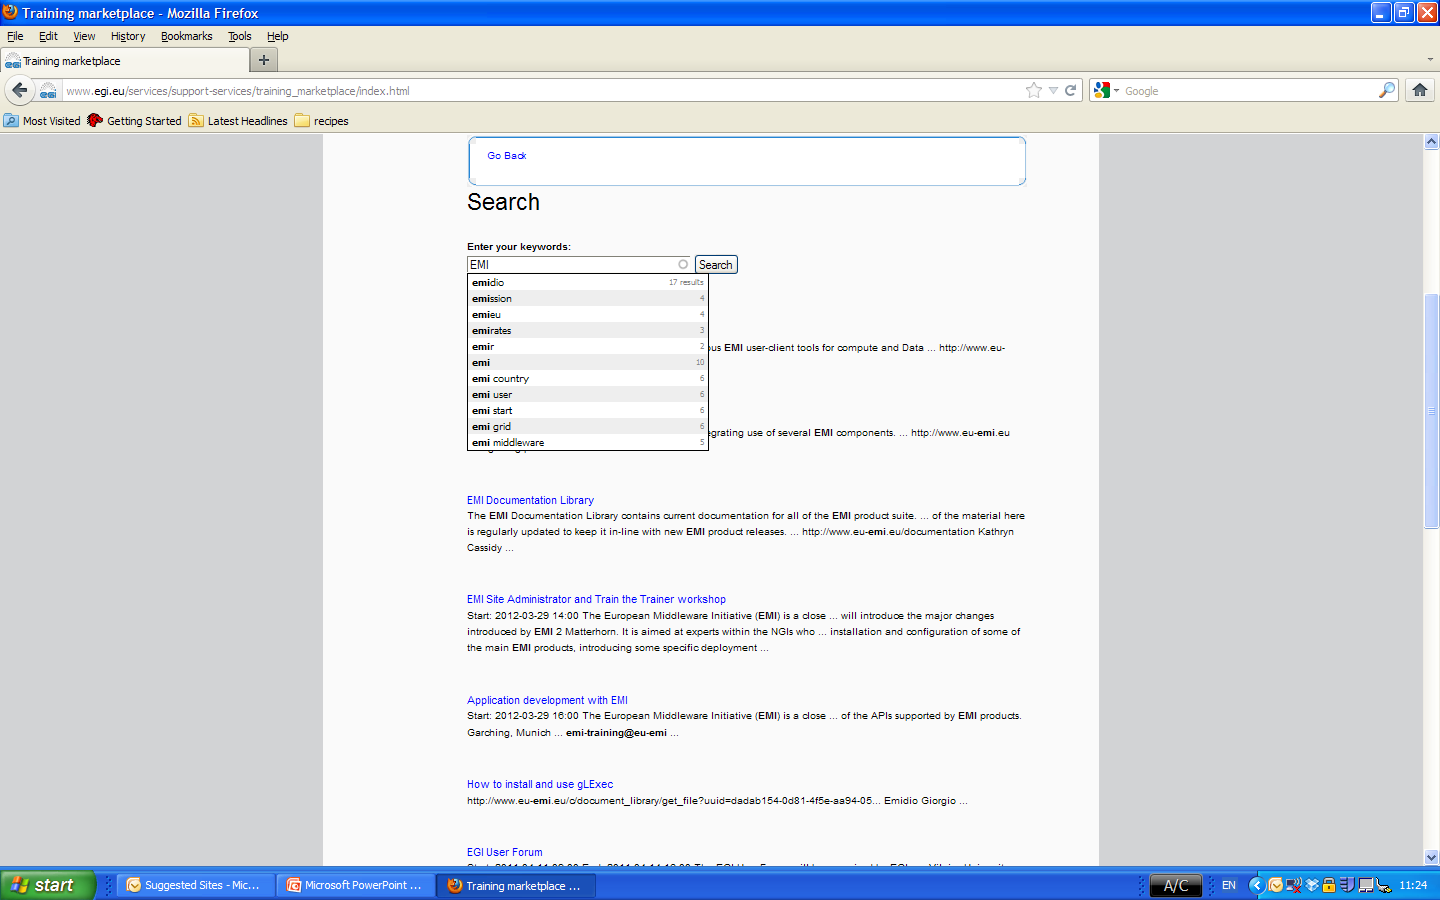 Training marketplace - Mozilla Firefox
File Edit View History Bookmarks Tools Help
Training marketplace
www.egi.eu/services/support-services/training_marketplace/index.html
Google
Most Visited Getting Started Latest Headlines recipes
Go Back
Search
Enter your keywords:
EMI Search
emidio 17 results
emission 4
emieu 4
emirates 3
emir 2
emi 10
emi country 6
emi user 6
emi start 6
emi grid 6
emi middleware 5
ous EMI user-client tools for compute and Data ... http://www.eu-
egrating use of several EMI components. ... http://www.eu-emi.eu
EMI Documentation Library
The EMI Documentation Library contains current documentation for all of the EMI product suite. ... of the material here
is regularly updated to keep it in-line with new EMI product releases. ... http://www.eu-emi.eu/documentation Kathryn
Cassidy ...
EMI Site Administrator and Train the Trainer workshop
Start: 2012-03-29 14:00 The European Middleware Initiative (EMI) is a close ... will introduce the major changes
introduced by EMI 2 Matterhorn. It is aimed at experts within the NGIs who ... installation and configuration of some of
the main EMI products, introducing some specific deployment ...
Application development with EMI
Start: 2012-03-29 16:00 The European Middleware Initiative (EMI) is a close ... of the APIs supported by EMI products.
Garching, Munich ... emi-training@eu-emi ...
How to install and use gLExec
http://www.eu-emi.eu/c/document_library/get_file?uuid=dadab154-0d81-4f5e-aa94-05... Emidio Giorgio ...
EGI User Forum
start Suggested Sites - Mic... Microsoft PowerPoint ... Training marketplace ... A/C EN 11:24